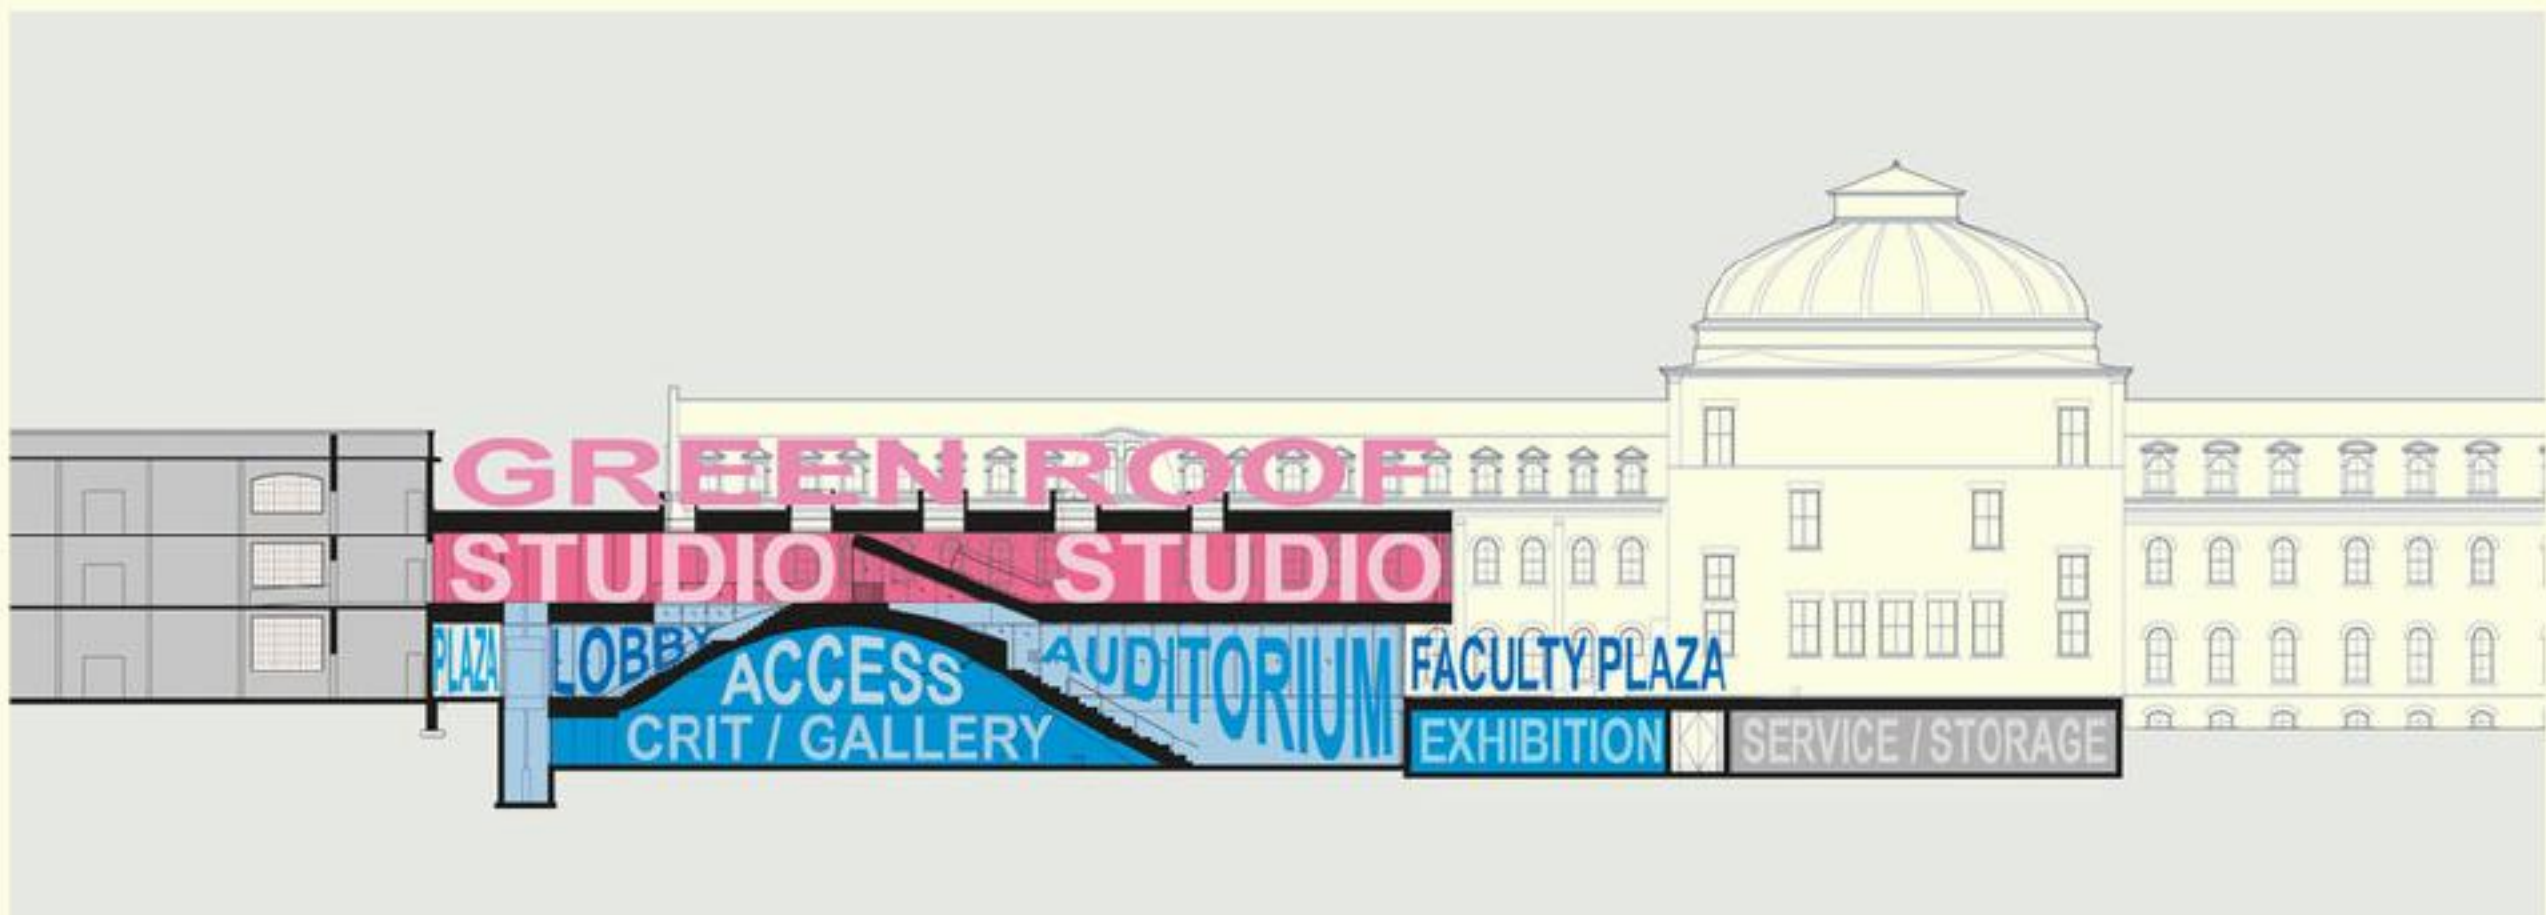 GREEN ROOF
STUDIO STUDIO
PLAZA LOBBY ACCESS AUDITORIUM FACULTY PLAZA
CRIT / GALLERY EXHIBITION SERVICE / STORAGE